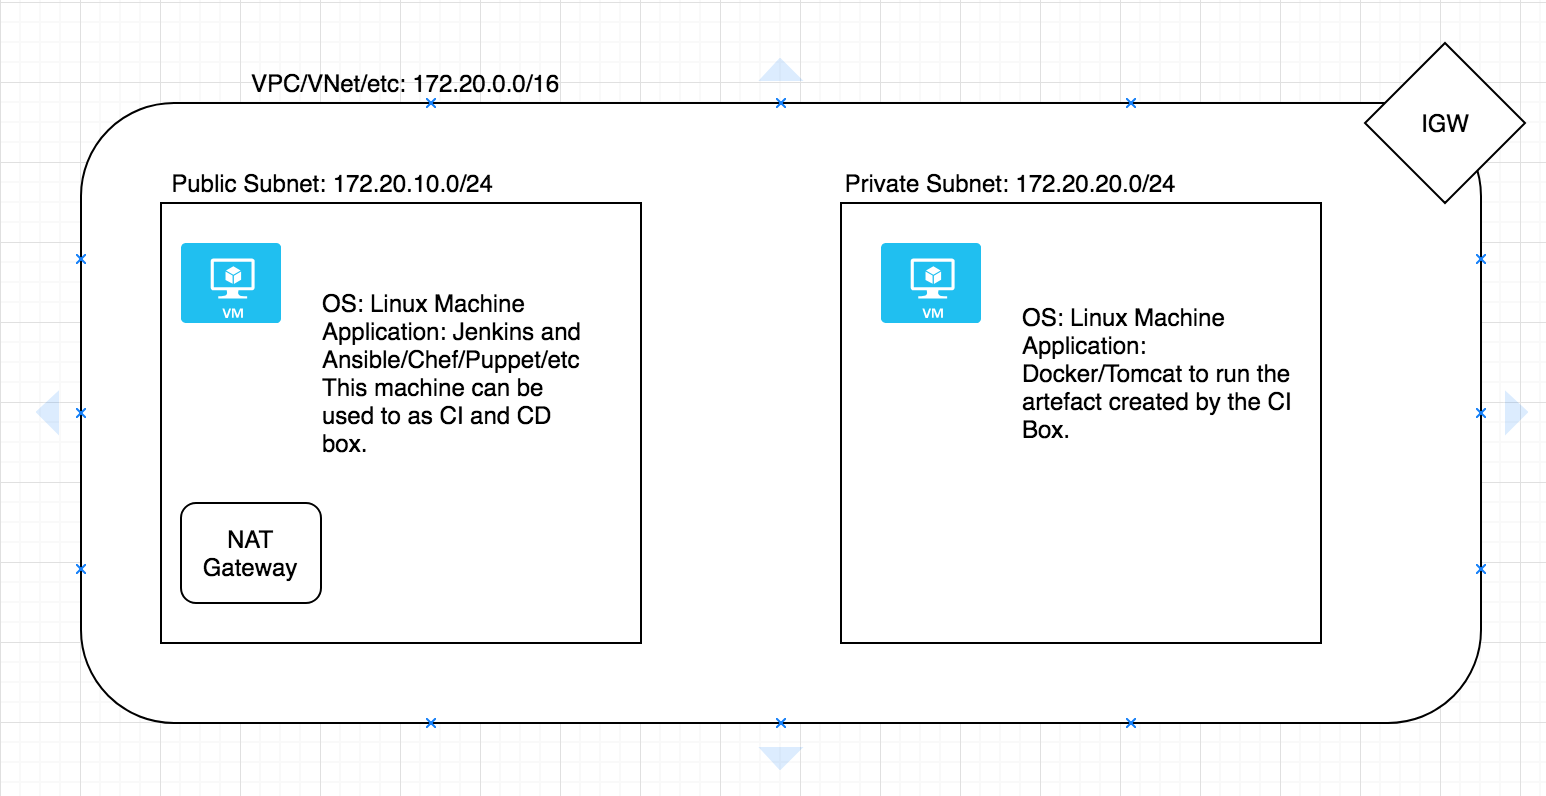 VPC/VNet/etc: 172.20.0.0/16
IGW
Public Subnet: 172.20.10.0/24
VM
OS: Linux Machine
Application: Jenkins and
Ansible/Chef/Puppet/etc
This machine can be
used to as CI and CD
box.
NAT
Gateway
Private Subnet: 172.20.20.0/24
VM
OS: Linux Machine
Application:
Docker/Tomcat to run the
artefact created by the CI
Box.